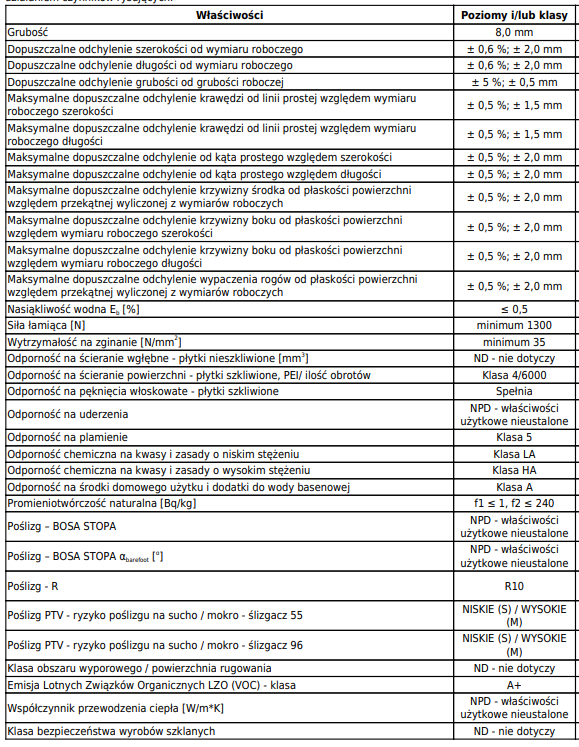 Właściwości Poziomy i/lub klasy
Grubość 8,0 mm
Dopuszczalne odchylenie szerokości od wymiaru roboczego ± 0,6 %; ± 2,0 mm
Dopuszczalne odchylenie długości od wymiaru roboczego ± 0,6 %; ± 2,0 mm
Dopuszczalne odchylenie grubości od grubości roboczej ± 5 %; ± 0,5 mm
Maksymalne dopuszczalne odchylenie krawędzi od linii prostej względem wymiaru
roboczego szerokości ± 0,5 %; ± 1,5 mm
Maksymalne dopuszczalne odchylenie krawędzi od linii prostej względem wymiaru
roboczego długości ± 0,5 %; ± 1,5 mm
Maksymalne dopuszczalne odchylenie od kąta prostego względem szerokości ± 0,5 %; ± 2,0 mm
Maksymalne dopuszczalne odchylenie od kąta prostego względem długości ± 0,5 %; ± 2,0 mm
Maksymalne dopuszczalne odchylenie krzywizny środka od płaskości powierzchni
względem przekątnej wyliczonej z wymiarów roboczych ± 0,5 %; ± 2,0 mm
Maksymalne dopuszczalne odchylenie krzywizny boku od płaskości powierzchni
względem wymiaru roboczego szerokości ± 0,5 %; ± 2,0 mm
Maksymalne dopuszczalne odchylenie krzywizny boku od płaskości powierzchni
względem wymiaru roboczego długości ± 0,5 %; ± 2,0 mm
Maksymalne dopuszczalne odchylenie wypaczenia rogów od płaskości powierzchni
względem przekątnej wyliczonej z wymiarów roboczych ± 0,5 %; ± 2,0 mm
Nasiąkliwość wodna Eb [%] ≤ 0,5
Siła łamiąca [N] minimum 1300
Wytrzymałość na zginanie [N/mm²] minimum 35
Odporność na ścieranie wgłębne - płytki nieszkliwione [mm³] ND - nie dotyczy
Odporność na ścieranie powierzchni - płytki szkliwione, PEI/ ilość obrotów Klasa 4/6000
Odporność na pęknięcia włoskowate - płytki szkliwione Spełnia
Odporność na uderzenia NPD - właściwości
użytkowe nieustalone
Odporność na plamienie Klasa 5
Odporność chemiczna na kwasy i zasady o niskim stężeniu Klasa LA
Odporność chemiczna na kwasy i zasady o wysokim stężeniu Klasa HA
Odporność na środki domowego użytku i dodatki do wody basenowej Klasa A
Promieniotwórczość naturalna [Bq/kg] f1 ≤ 1, f2 ≤ 240
Poślizg – BOSA STOPA NPD - właściwości
użytkowe nieustalone
Poślizg – BOSA STOPA αbarefoot [°] NPD - właściwości
użytkowe nieustalone
Poślizg - R R10
Poślizg PTV - ryzyko poślizgu na sucho / mokro - ślizgacz 55 NISKIE (S) / WYSOKIE
(M)
Poślizg PTV - ryzyko poślizgu na sucho / mokro - ślizgacz 96 NISKIE (S) / WYSOKIE
(M)
Klasa obszaru wyporowego / powierzchnia rugowania ND - nie dotyczy
Emisja Lotnych Związków Organicznych LZO (VOC) - klasa A+
Współczynnik przewodzenia ciepła [W/m*K] NPD - właściwości
użytkowe nieustalone
Klasa bezpieczeństwa wyrobów szklanych ND - nie dotyczy